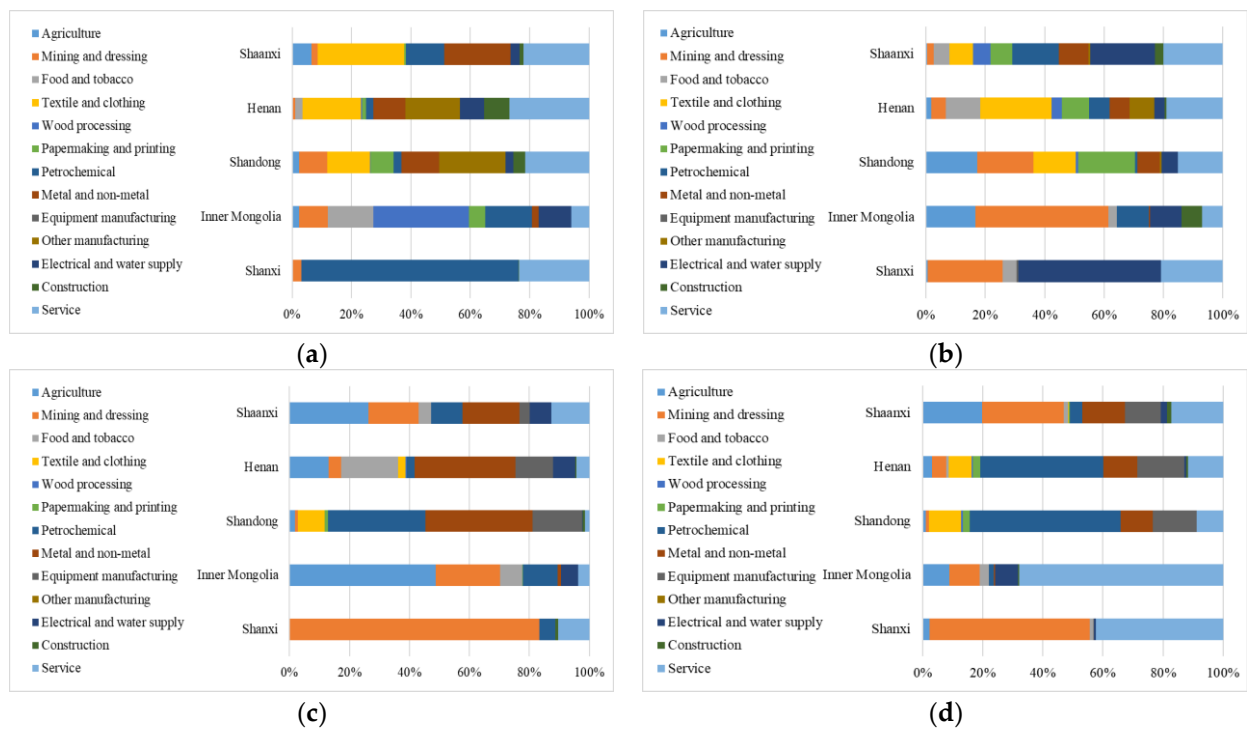 Agriculture
Mining and dressing
Food and tobacco
Textile and clothing
Wood processing
Papermaking and printing
Petrochemical
Metal and non-metal
Equipment manufacturing
Other manufacturing
Electrical and water supply
Construction
Service
Shaanxi
Henan
Shandong
Inner Mongolia
Shanxi
0% 20% 40% 60% 80% 100%
(a)
Agriculture
Mining and dressing
Food and tobacco
Textile and clothing
Wood processing
Papermaking and printing
Petrochemical
Metal and non-metal
Equipment manufacturing
Other manufacturing
Electrical and water supply
Construction
Service
Shaanxi
Henan
Shandong
Inner Mongolia
Shanxi
0% 20% 40% 60% 80% 100%
(b)
Agriculture
Mining and dressing
Food and tobacco
Textile and clothing
Wood processing
Papermaking and printing
Petrochemical
Metal and non-metal
Equipment manufacturing
Other manufacturing
Electrical and water supply
Construction
Service
Shaanxi
Henan
Shandong
Inner Mongolia
Shanxi
0% 20% 40% 60% 80% 100%
(c)
Agriculture
Mining and dressing
Food and tobacco
Textile and clothing
Wood processing
Papermaking and printing
Petrochemical
Metal and non-metal
Equipment manufacturing
Other manufacturing
Electrical and water supply
Construction
Service
Shaanxi
Henan
Shandong
Inner Mongolia
Shanxi
0% 20% 40% 60% 80% 100%
(d)